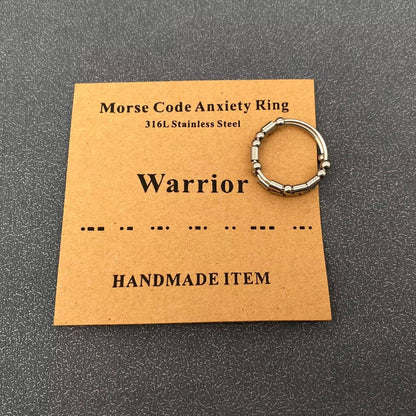 Morse Code Anxiety Ring
316L Stainless Steel
Warrior
·−− ·− ·−· ·−· ·· −−− ·−·
HANDMADE ITEM